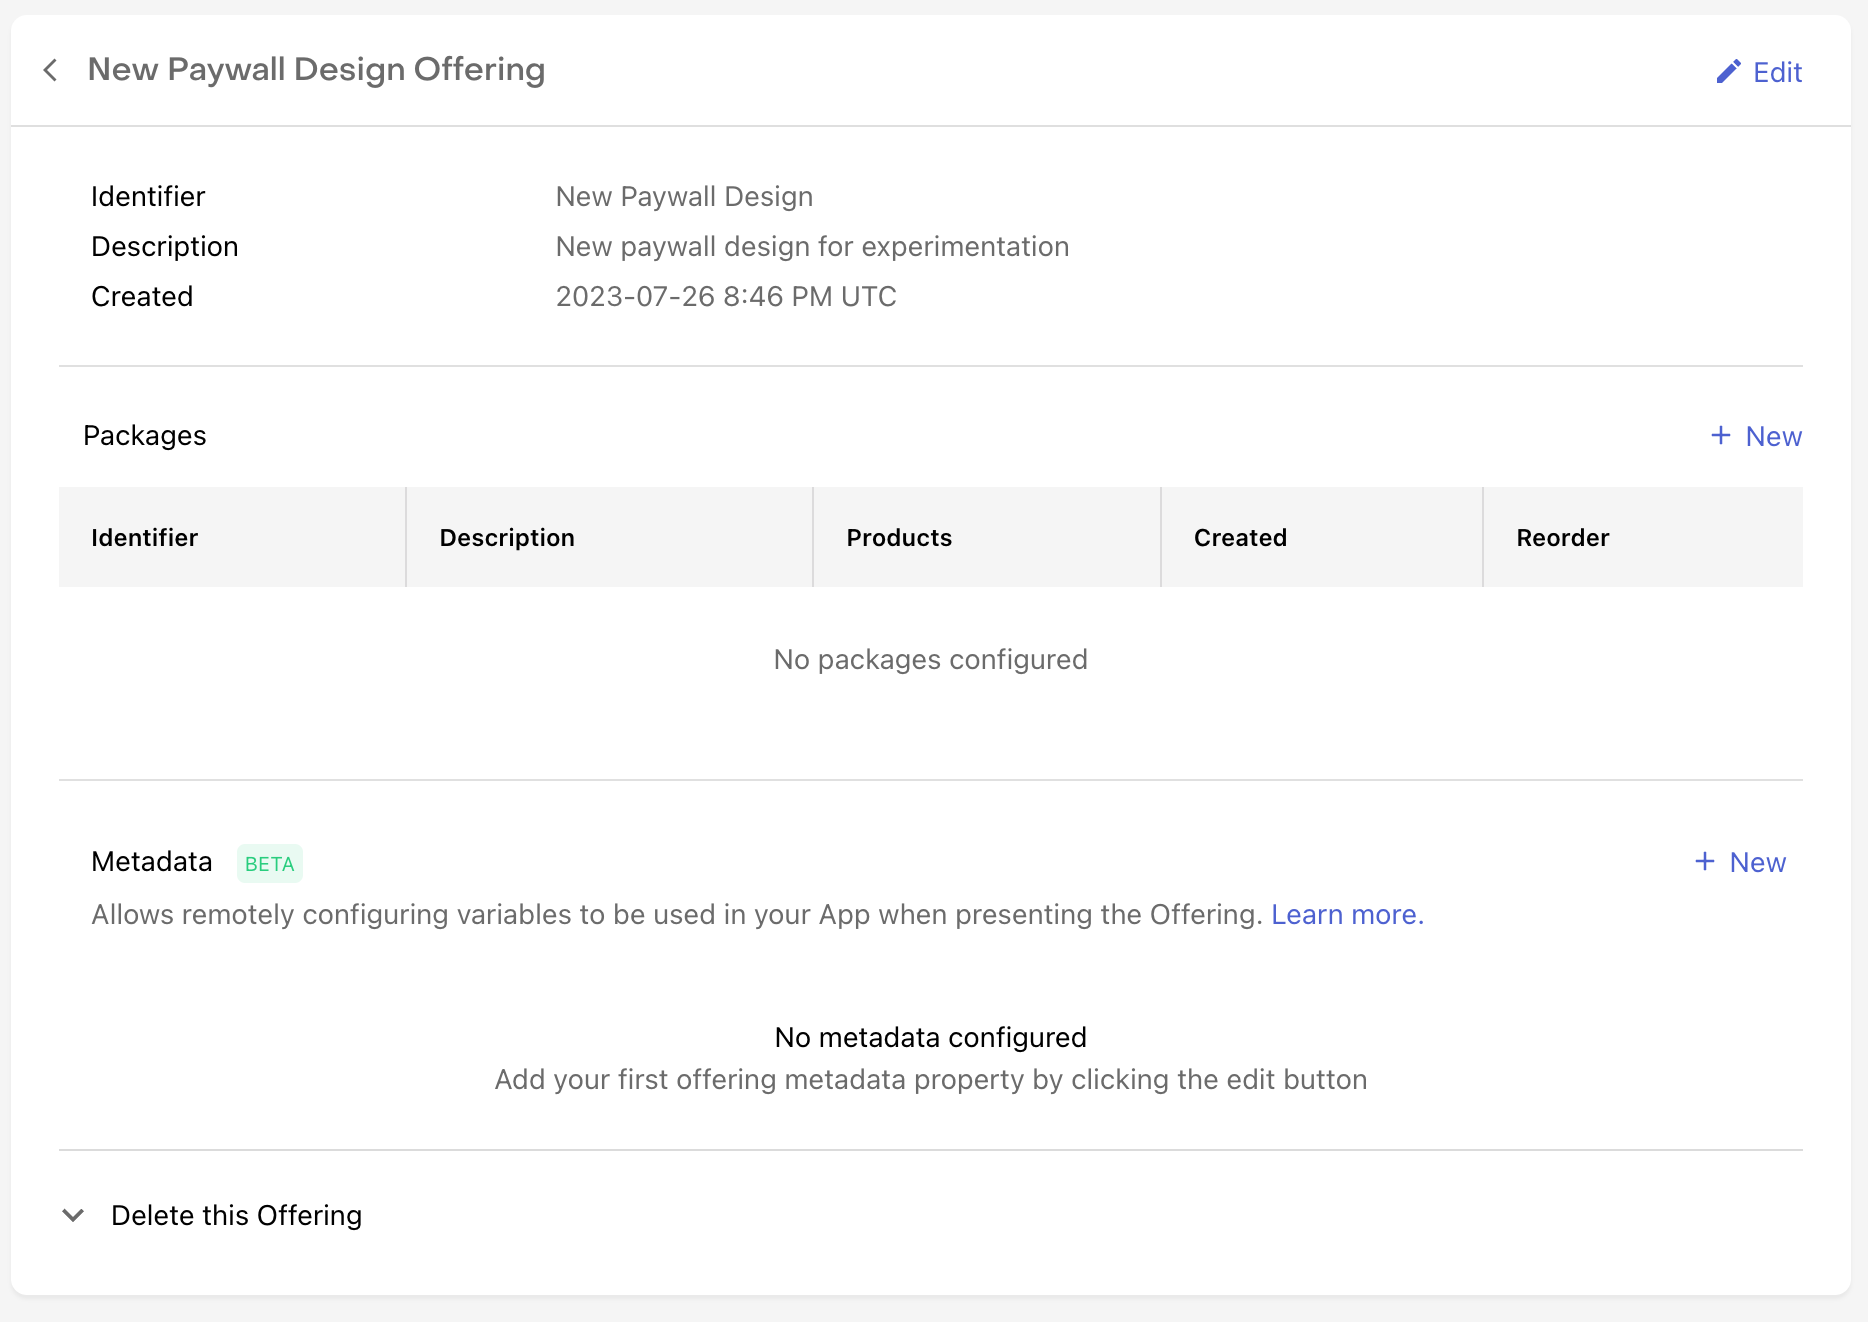 New Paywall Design Offering
Edit
Identifier New Paywall Design
Description New paywall design for experimentation
Created 2023-07-26 8:46 PM UTC
Packages
+ New
Identifier Description Products Created Reorder
No packages configured
Metadata BETA
+ New
Allows remotely configuring variables to be used in your App when presenting the Offering. Learn more.
No metadata configured
Add your first offering metadata property by clicking the edit button
Delete this Offering